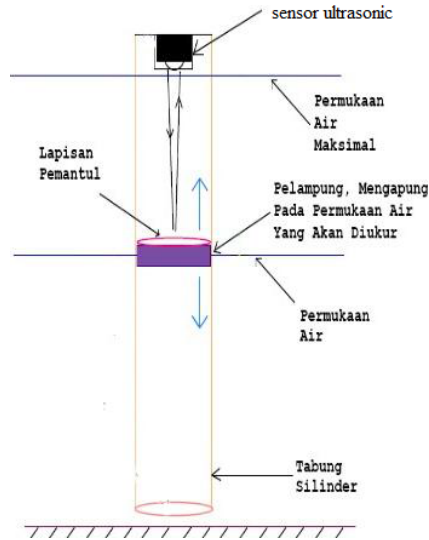 sensor ultrasonic
Permukaan
Air
Maksimal
Lapisan
Pemantul
Pelampung, Mengapung
Pada Permukaan Air
Yang Akan Diukur
Permukaan
Air
Tabung
Silinder